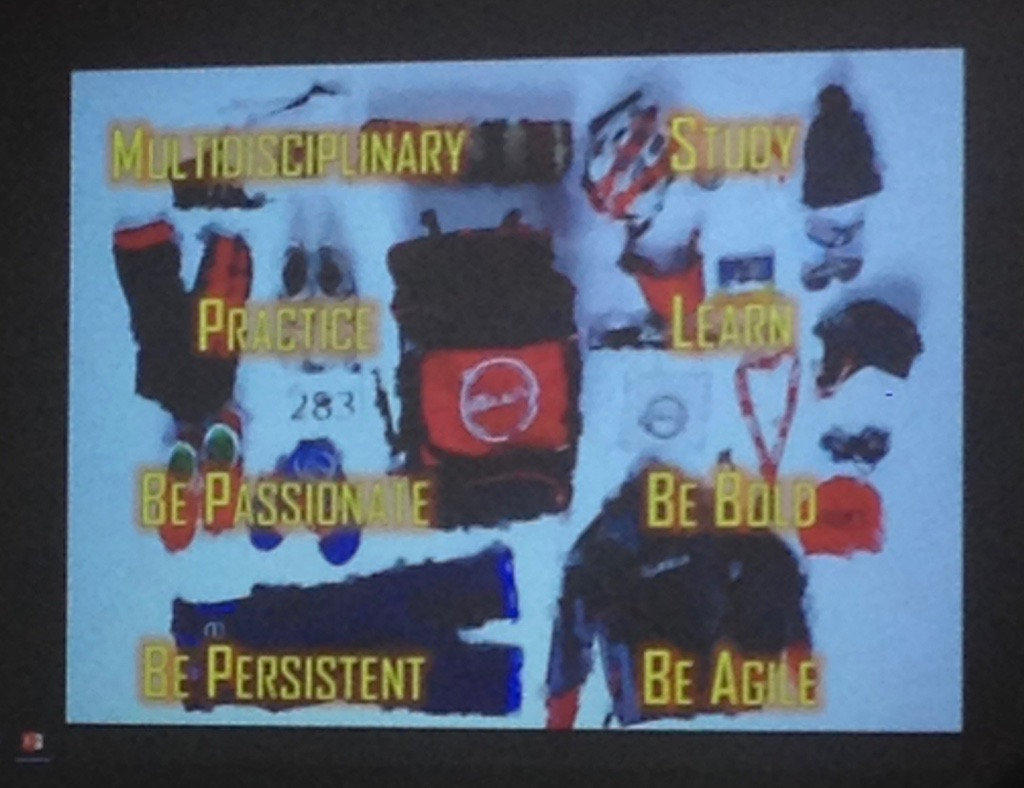 MULTIDISCIPLINARY
STUDY
PRACTICE
LEARN
283
BE PASSIONATE
BE BOLD
BE PERSISTENT
BE AGILE